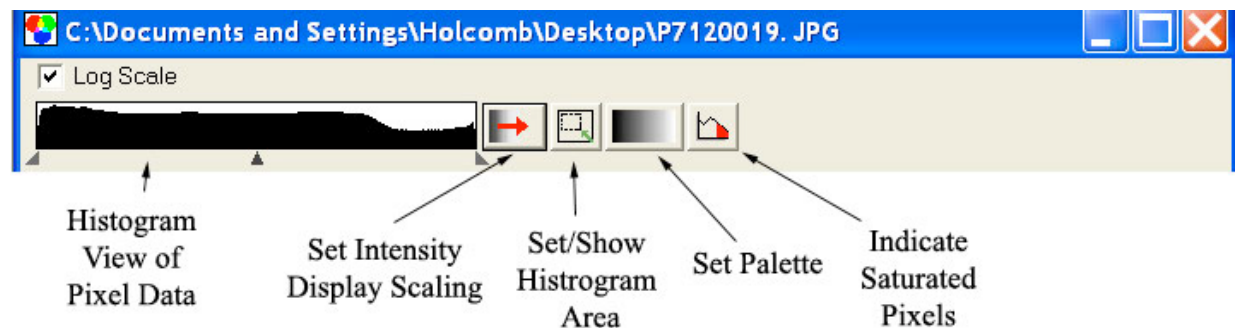 C:\Documents and Settings\Holcomb\Desktop\P7120019. JPG
Log Scale
Histogram
View of
Pixel Data
Set Intensity
Display Scaling
Set/Show
Histrogram
Area
Set Palette
Indicate
Saturated
Pixels